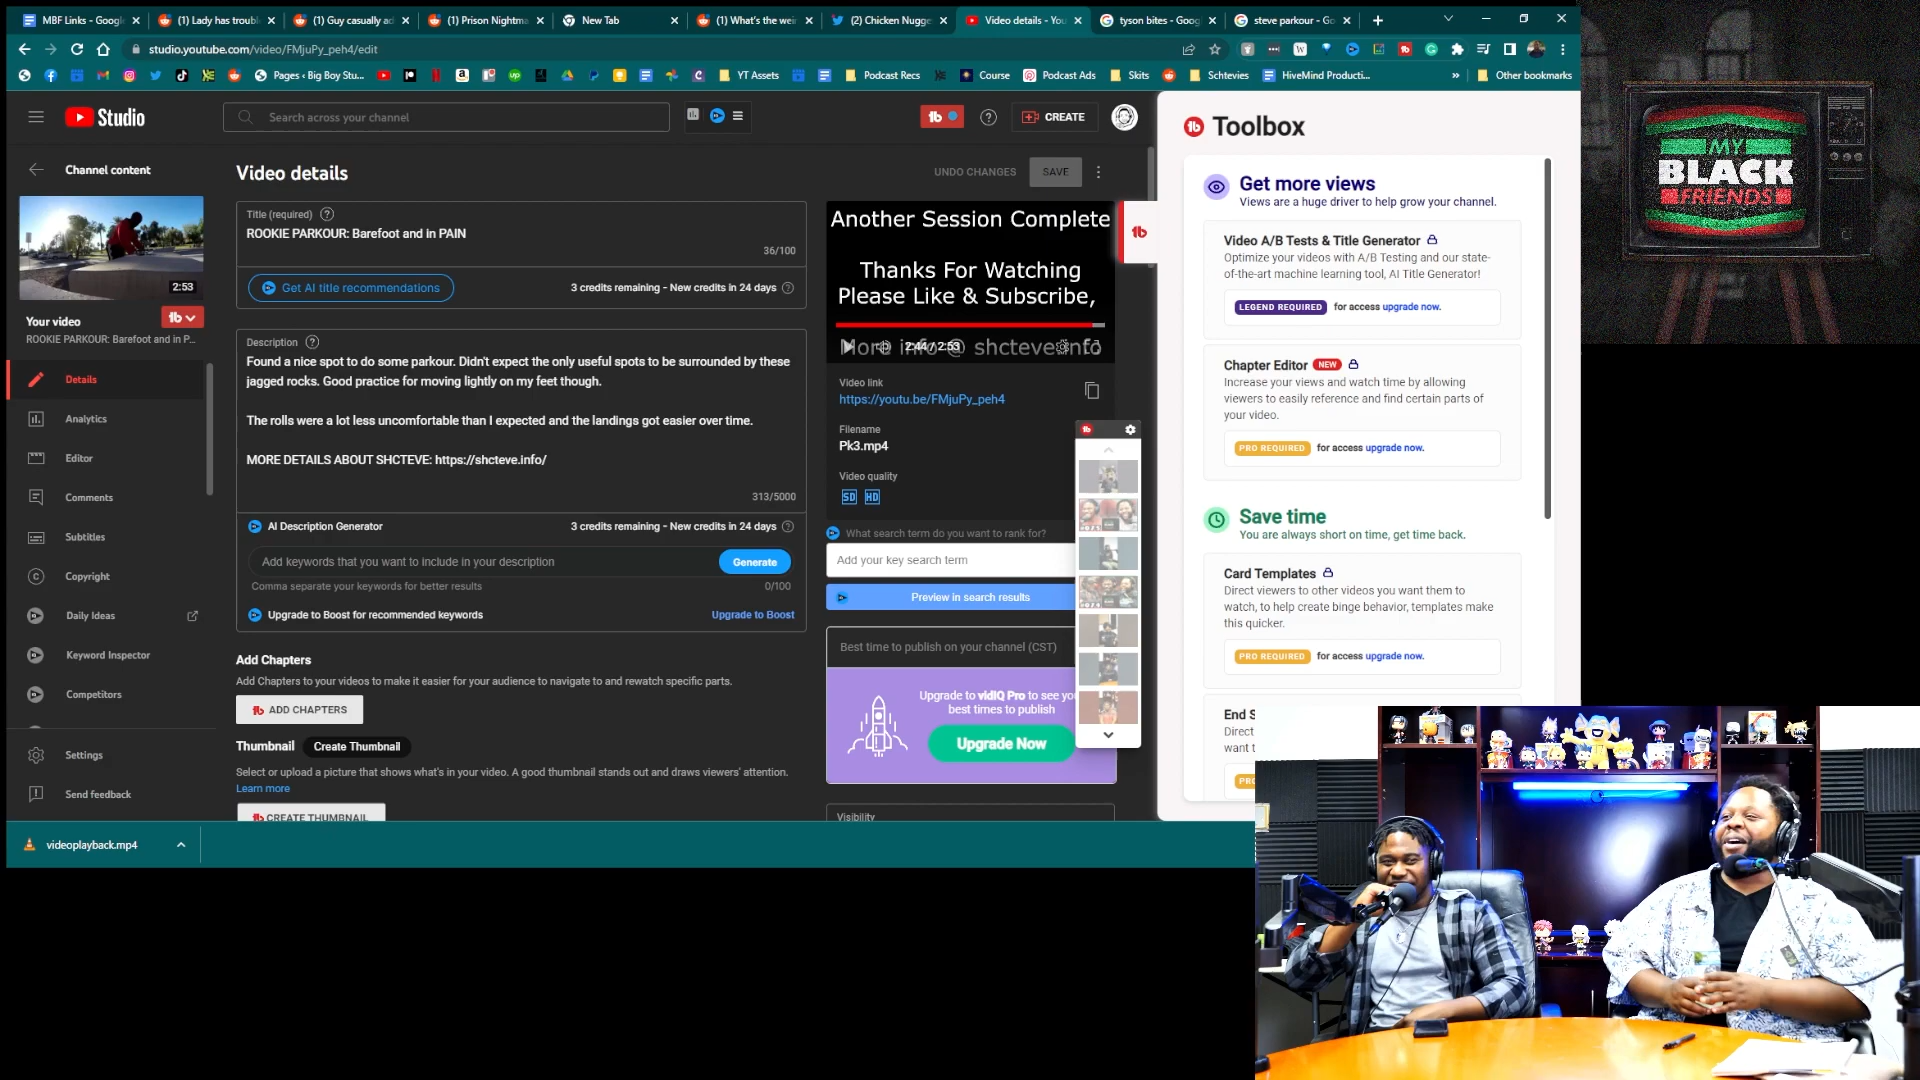 MBF Links - Googl
(1) Lady has troubl
(1) Guy casually ad
(1) Prison Nightma
New Tab
(1) What's the wei
(2) Chicken Nugge
Video details - You
tyson bites - Goog
steve parkour - Go
studio.youtube.com/video/FMjuPy_peh4/edit
Pages ‹ Big Boy Stu...
YT Assets
Podcast Recs
Course
Podcast Ads
Skits
Schtevies
HiveMind Producti...
Other bookmarks
Studio
Search across your channel
CREATE
Toolbox
Channel content
2:53
Your video
ROOKIE PARKOUR: Barefoot and in P...
Details
Analytics
Editor
Comments
Subtitles
Copyright
Daily Ideas
Keyword Inspector
Competitors
Settings
Send feedback
Video details
UNDO CHANGES
SAVE
Title (required)
ROOKIE PARKOUR: Barefoot and in PAIN
36/100
Get AI title recommendations
3 credits remaining - New credits in 24 days
Description
Found a nice spot to do some parkour. Didn't expect the only useful spots to be surrounded by these
jagged rocks. Good practice for moving lightly on my feet though.
The rolls were a lot less uncomfortable than I expected and the landings got easier over time.
MORE DETAILS ABOUT SHCTEVE: https://shcteve.info/
313/5000
AI Description Generator
3 credits remaining - New credits in 24 days
Add keywords that you want to include in your description
Generate
Comma separate your keywords for better results
0/100
Upgrade to Boost for recommended keywords
Upgrade to Boost
Add Chapters
Add Chapters to your videos to make it easier for your audience to navigate to and rewatch specific parts.
ADD CHAPTERS
Thumbnail
Create Thumbnail
Select or upload a picture that shows what's in your video. A good thumbnail stands out and draws viewers' attention.
Learn more
CREATE THUMBNAIL
Another Session Complete
Thanks For Watching
Please Like & Subscribe,
More info @ shcteve.info
2:44 / 2:53
Video link
https://youtu.be/FMjuPy_peh4
Filename
Pk3.mp4
Video quality
SD HD
What search term do you want to rank for?
Add your key search term
Preview in search results
Best time to publish on your channel (CST)
Upgrade to vidIQ Pro to see you
best times to publish
Upgrade Now
Visibility
Get more views
Views are a huge driver to help grow your channel.
Video A/B Tests & Title Generator
Optimize your videos with A/B Testing and our state-
of-the-art machine learning tool, AI Title Generator!
LEGEND REQUIRED for access upgrade now.
Chapter Editor NEW
Increase your views and watch time by allowing
viewers to easily reference and find certain parts of
your video.
PRO REQUIRED for access upgrade now.
Save time
You are always short on time, get time back.
Card Templates
Direct viewers to other videos you want them to
watch, to help create binge behavior, templates make
this quicker.
PRO REQUIRED for access upgrade now.
End S
Direct
want t
PRO
MY
BLACK
FRIENDS
videoplayback.mp4